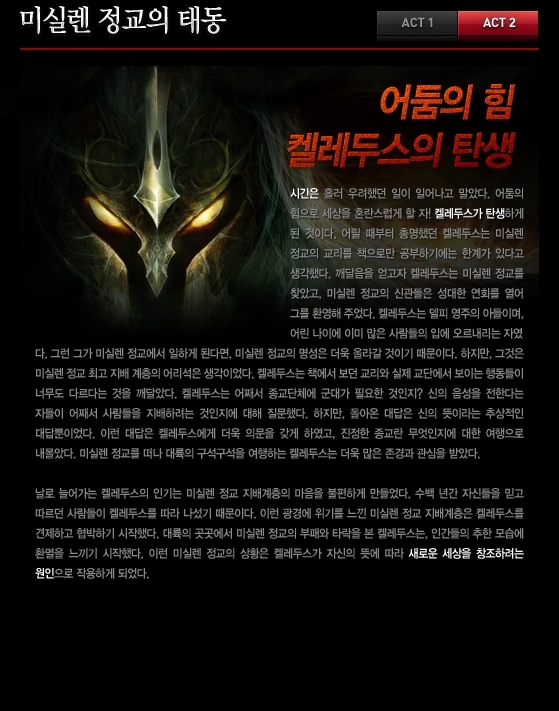 미실렌 정교의 태동
ACT 1
ACT 2
어둠의 힘
켈레두스의 탄생
시간은 흘러 우려했던 일이 일어나고 말았다. 어둠의
힘으로 세상을 혼란스럽게 할 자! 켈레두스가 탄생하게
된 것이다. 어릴 때부터 총명했던 켈레두스는 미실렌
정교의 교리를 책으로만 공부하기에는 한계가 있다고
생각했다. 깨달음을 얻고자 켈레두스는 미실렌 정교를
찾았고, 미실렌 정교의 신관들은 성대한 연회를 열어
그를 환영해 주었다. 켈레두스는 델피 영주의 아들이며,
어린 나이에 이미 많은 사람들의 입에 오르내리는 자였
다. 그런 그가 미실렌 정교에서 일하게 된다면, 미실렌 정교의 명성은 더욱 올라갈 것이기 때문이다. 하지만, 그것은
미실렌 정교 최고 지배 계층의 어리석은 생각이었다. 켈레두스는 책에서 보던 교리와 실제 교단에서 보이는 행동들이
너무도 다르다는 것을 깨달았다. 켈레두스는 어째서 종교단체에 군대가 필요한 것인지? 신의 음성을 전한다는
자들이 어째서 사람들을 지배하려는 것인지에 대해 질문했다. 하지만, 돌아온 대답은 신의 뜻이라는 추상적인
대답뿐이었다. 이런 대답은 켈레두스에게 더욱 의문을 갖게 하였고, 진정한 종교란 무엇인지에 대한 여행으로
내몰았다. 미실렌 정교를 떠나 대륙의 구석구석을 여행하는 켈레두스는 더욱 많은 존경과 관심을 받았다.
날로 늘어가는 켈레두스의 인기는 미실렌 정교 지배계층의 마음을 불편하게 만들었다. 수백 년간 자신들을 믿고
따르던 사람들이 켈레두스를 따라 나섰기 때문이다. 이런 광경에 위기를 느낀 미실렌 정교 지배계층은 켈레두스를
견제하고 협박하기 시작했다. 대륙의 곳곳에서 미실렌 정교의 부패와 타락을 본 켈레두스는, 인간들의 추한 모습에
환멸을 느끼기 시작했다. 이런 미실렌 정교의 상황은 켈레두스가 자신의 뜻에 따라 새로운 세상을 창조하려는
원인으로 작용하게 되었다.